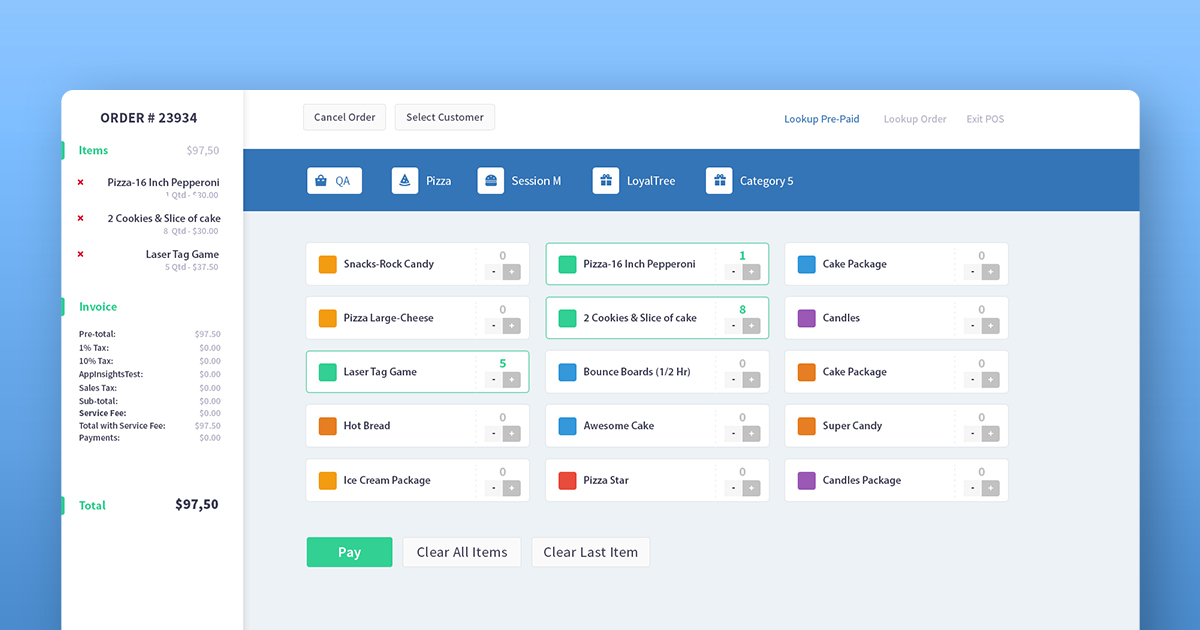 ORDER # 23934
Items $97,50
× Pizza-16 Inch Pepperoni
1 Qtd - $30.00
× 2 Cookies & Slice of cake
8 Qtd - $30.00
× Laser Tag Game
5 Qtd - $37.50
Invoice
Pre-total: $97.50
1% Tax: $0.00
10% Tax: $0.00
AppInsightsTest: $0.00
Sales Tax: $0.00
Sub-total: $0.00
Service Fee: $0.00
Total with Service Fee: $97.50
Payments: $0.00
Total $97,50
Cancel Order Select Customer Lookup Pre-Paid Lookup Order Exit POS
QA Pizza Session M LoyalTree Category 5
Snacks-Rock Candy 0 - + Pizza-16 Inch Pepperoni 1 - + Cake Package 0 - +
Pizza Large-Cheese 0 - + 2 Cookies & Slice of cake 8 - + Candles 0 - +
Laser Tag Game 5 - + Bounce Boards (1/2 Hr) 0 - + Cake Package 0 - +
Hot Bread 0 - + Awesome Cake 0 - + Super Candy 0 - +
Ice Cream Package 0 - + Pizza Star 0 - + Candles Package 0 - +
Pay Clear All Items Clear Last Item